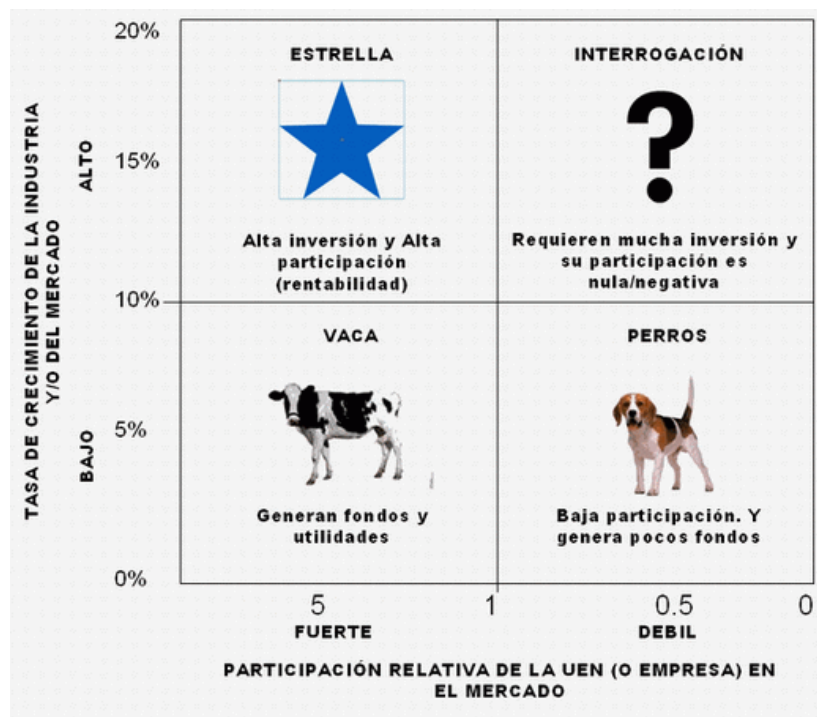 20%
ESTRELLA
INTERROGACIÓN
?
TASA DE CRECIMIENTO DE LA INDUSTRIA
Y/O DEL MERCADO
ALTO
15%
Alta inversión y Alta
participación
(rentabilidad)
Requieren mucha inversión y
su participación es
nula/negativa
10%
VACA
PERROS
BAJO
5%
Generan fondos y
utilidades
Baja participación. Y
genera pocos fondos
0%
5
1
0.5
0
FUERTE
DEBIL
PARTICIPACIÓN RELATIVA DE LA UEN (O EMPRESA) EN
EL MERCADO